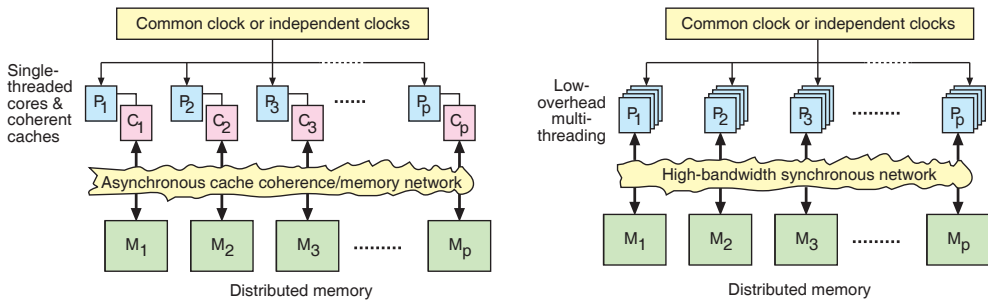 Common clock or independent clocks
Single-
threaded
cores &
coherent
caches
P1 P2 P3 ........ Pp
C1 C2 C3 Cp
Asynchronous cache coherence/memory network
M1 M2 M3 ......... Mp
Distributed memory
Common clock or independent clocks
Low-
overhead
multi-
threading
P1 P2 P3 ......... Pp
High-bandwidth synchronous network
M1 M2 M3 ......... Mp
Distributed memory